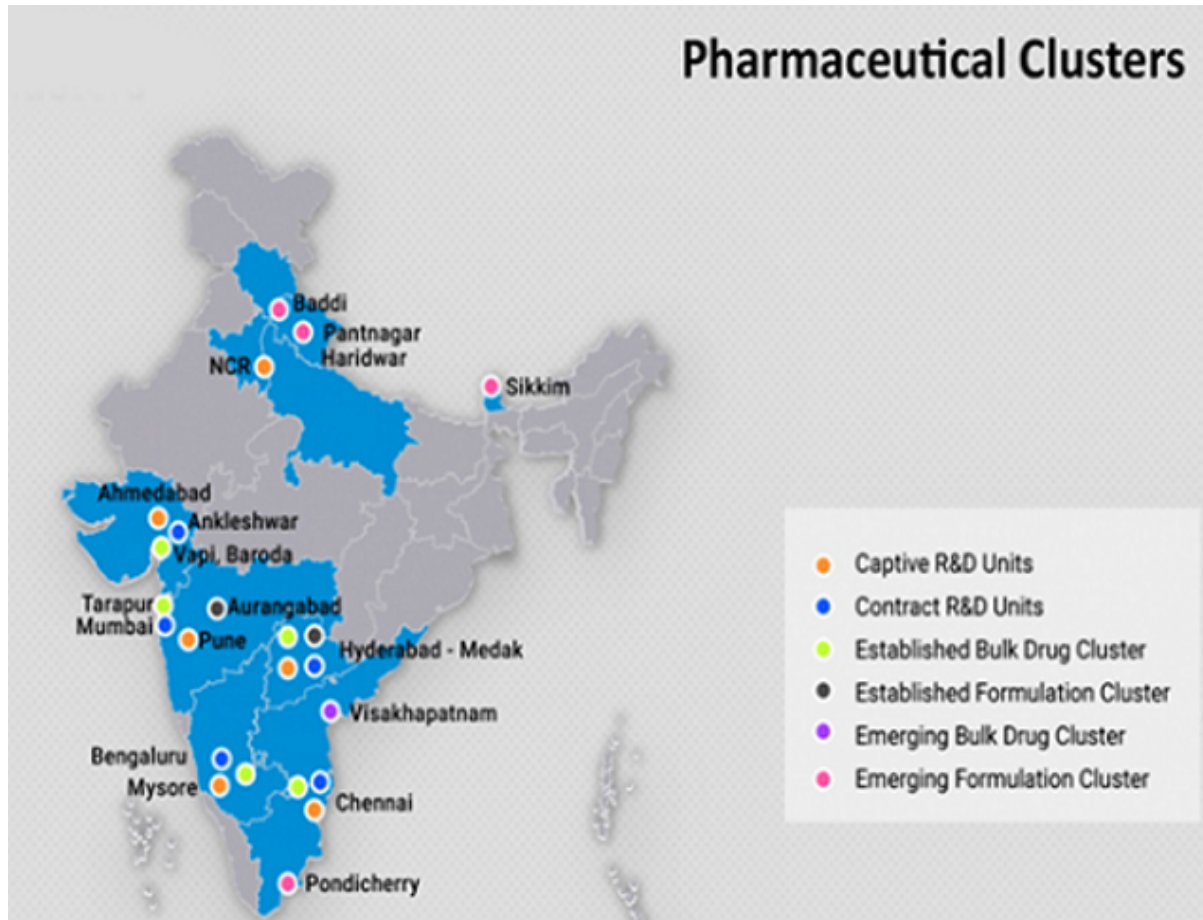 Pharmaceutical Clusters
Baddi
Pantnagar
Haridwar
NCR
Sikkim
Ahmedabad
Ankleshwar
Vapi, Baroda
Tarapur
Aurangabad
Mumbai
Pune
Hyderabad - Medak
Visakhapatnam
Bengaluru
Mysore
Chennai
Pondicherry
Captive R&D Units
Contract R&D Units
Established Bulk Drug Cluster
Established Formulation Cluster
Emerging Bulk Drug Cluster
Emerging Formulation Cluster